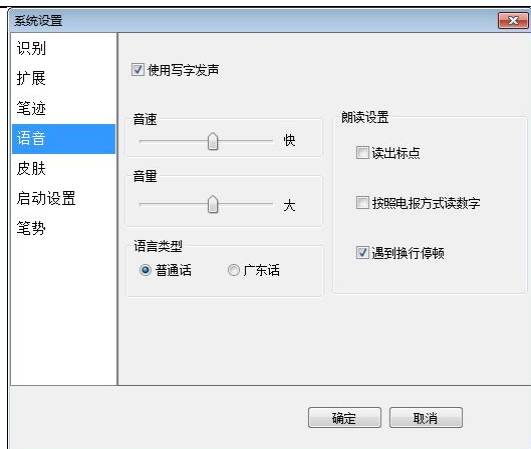 系统设置
识别
扩展
笔迹
语音
皮肤
启动设置
笔势
使用写字发声
音速
快
音量
大
语言类型
普通话 广东话
朗读设置
读出标点
按照电报方式读数字
遇到换行停顿
确定 取消